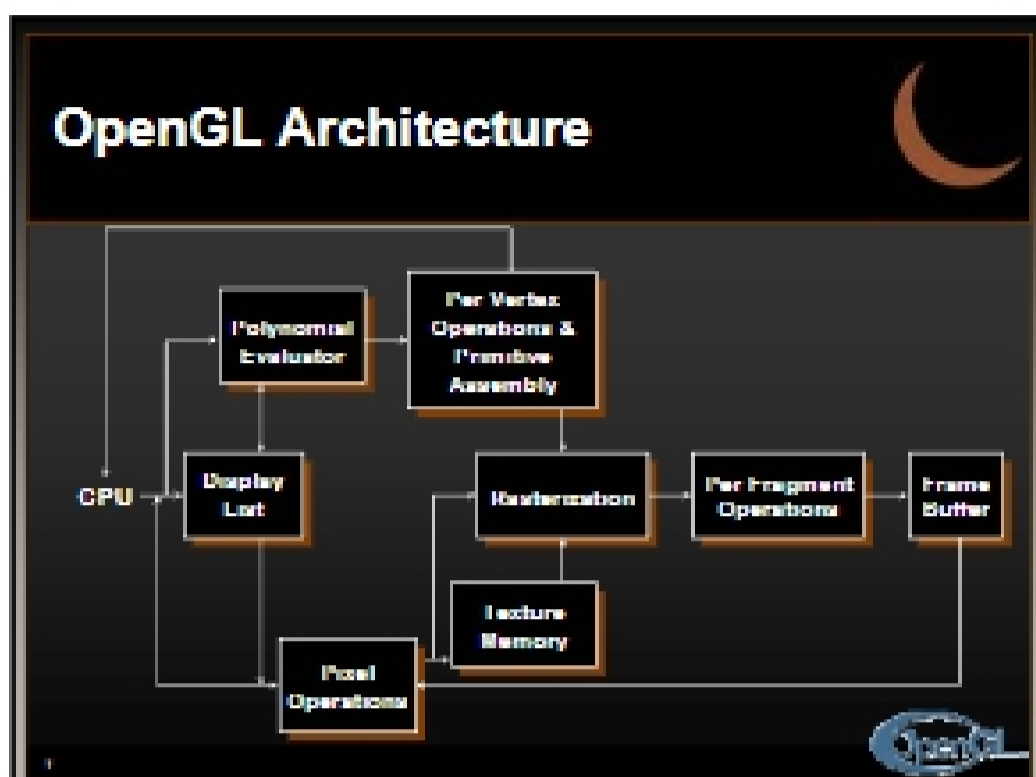 OpenGL Architecture
Per Vertex
Operations &
Primitive
Assembly
Polynomial
Evaluator
CPU
Display
List
Rasterization
Per Fragment
Operations
Frame
Buffer
Texture
Memory
Pixel
Operations
OpenGL